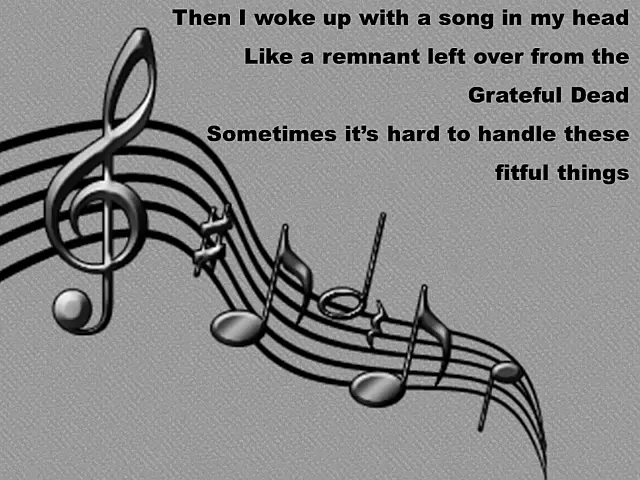 Then I woke up with a song in my head
Like a remnant left over from the
Grateful Dead
Sometimes it's hard to handle these
fitful things